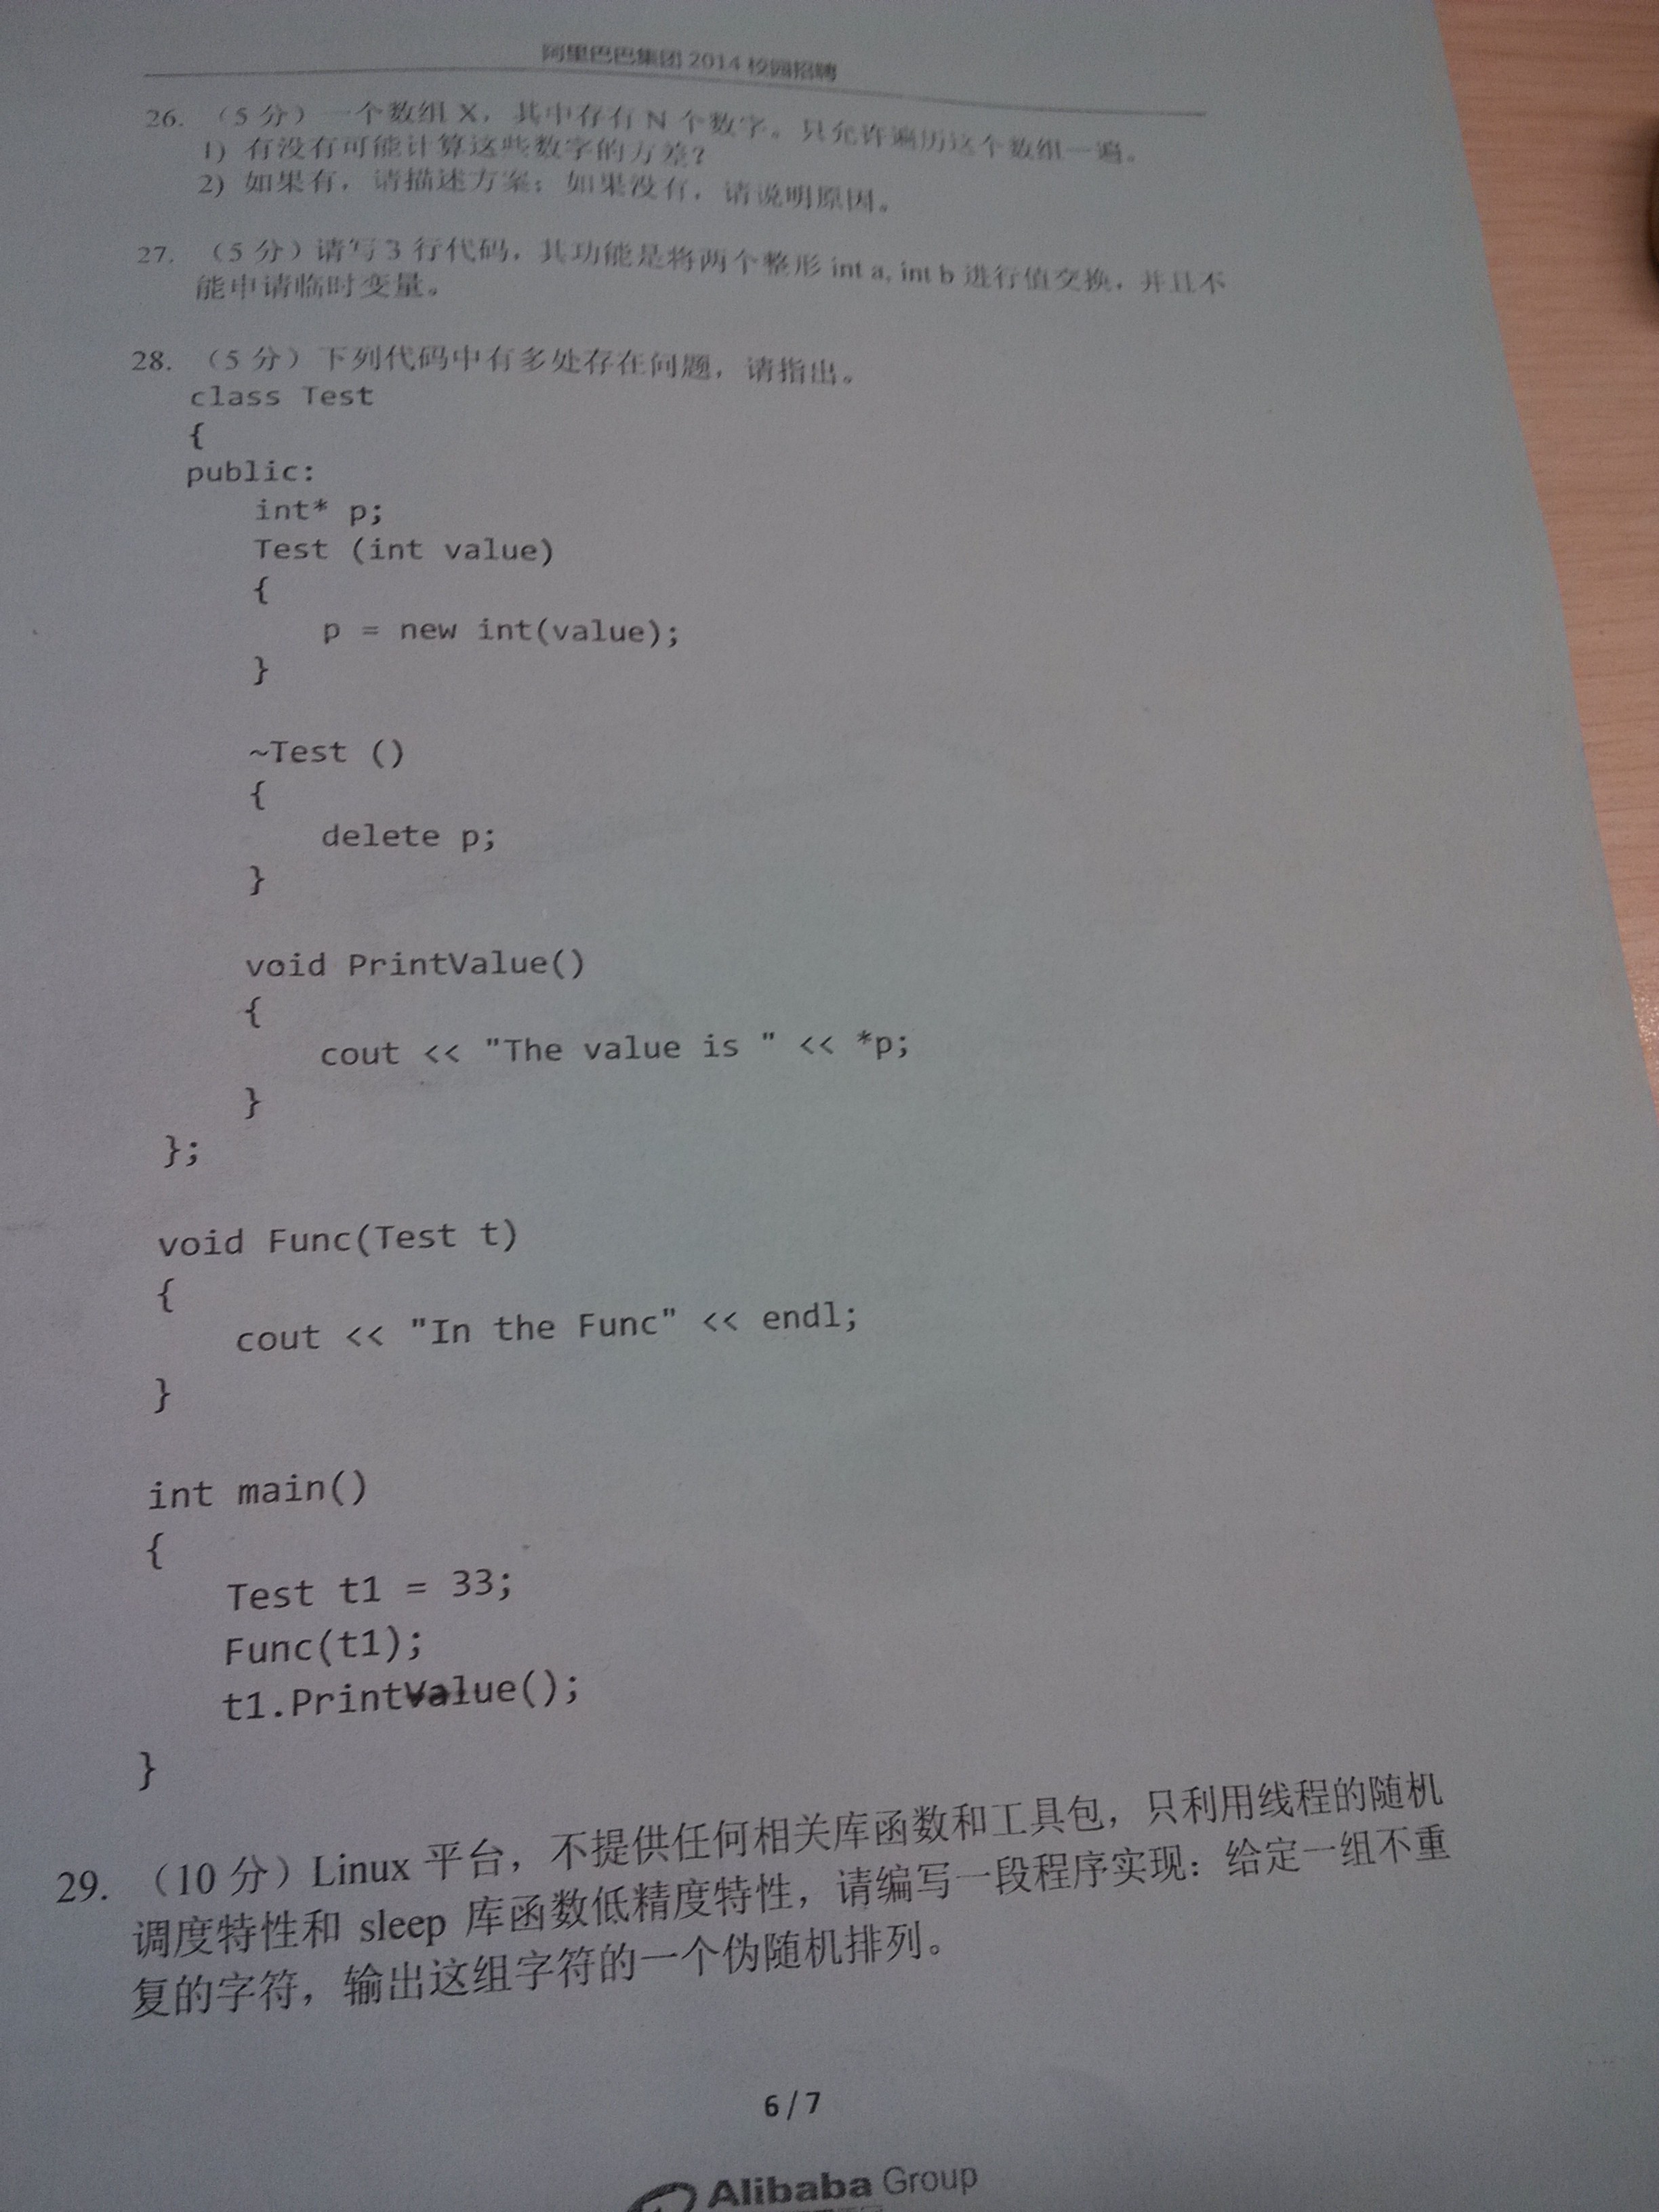 阿里巴巴集团 2014 校园招聘
26. （5 分）一个数组 X，其中存有 N 个数字。只允许遍历这个数组一遍。
1) 有没有可能计算这些数字的方差？
2) 如果有，请描述方案；如果没有，请说明原因。
27. （5 分）请写 3 行代码，其功能是将两个整形 int a, int b 进行值交换，并且不
能申请临时变量。
28. （5 分）下列代码中有多处存在问题，请指出。
class Test
{
public:
int* p;
Test (int value)
{
p = new int(value);
}
~Test ()
{
delete p;
}
void PrintValue()
{
cout << "The value is " << *p;
}
};
void Func(Test t)
{
cout << "In the Func" << endl;
}
int main()
{
Test t1 = 33;
Func(t1);
t1.PrintValue();
}
29. （10 分）Linux 平台，不提供任何相关库函数和工具包，只利用线程的随机
调度特性和 sleep 库函数低精度特性，请编写一段程序实现：给定一组不重
复的字符，输出这组字符的一个伪随机排列。
6 / 7
Alibaba Group